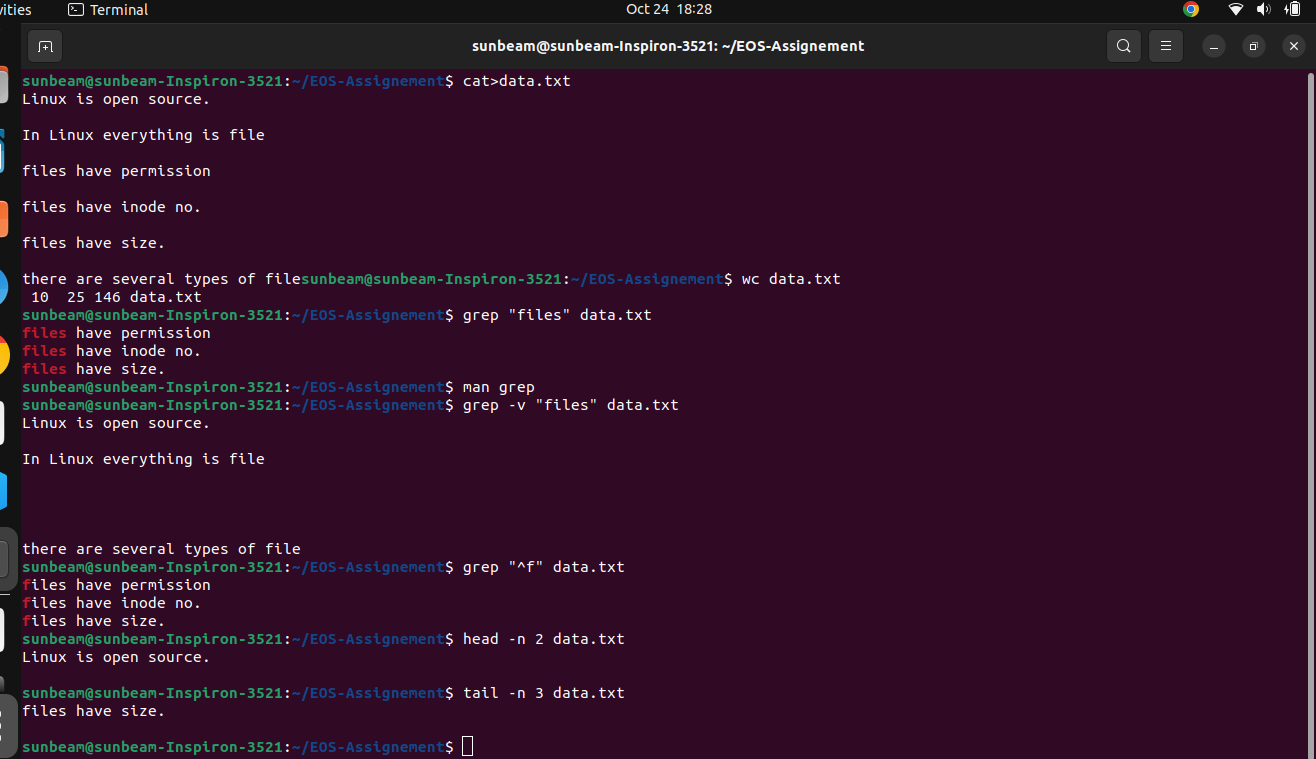 vities
Terminal
Oct 24 18:28
sunbeam@sunbeam-Inspiron-3521: ~/EOS-Assignement
sunbeam@sunbeam-Inspiron-3521:~/EOS-Assignement$ cat>data.txt
Linux is open source.
In Linux everything is file
files have permission
files have inode no.
files have size.
there are several types of filesunbeam@sunbeam-Inspiron-3521:~/EOS-Assignement$ wc data.txt
10 25 146 data.txt
sunbeam@sunbeam-Inspiron-3521:~/EOS-Assignement$ grep "files" data.txt
files have permission
files have inode no.
files have size.
sunbeam@sunbeam-Inspiron-3521:~/EOS-Assignement$ man grep
sunbeam@sunbeam-Inspiron-3521:~/EOS-Assignement$ grep -v "files" data.txt
Linux is open source.
In Linux everything is file
there are several types of file
sunbeam@sunbeam-Inspiron-3521:~/EOS-Assignement$ grep "^f" data.txt
files have permission
files have inode no.
files have size.
sunbeam@sunbeam-Inspiron-3521:~/EOS-Assignement$ head -n 2 data.txt
Linux is open source.
sunbeam@sunbeam-Inspiron-3521:~/EOS-Assignement$ tail -n 3 data.txt
files have size.
sunbeam@sunbeam-Inspiron-3521:~/EOS-Assignement$